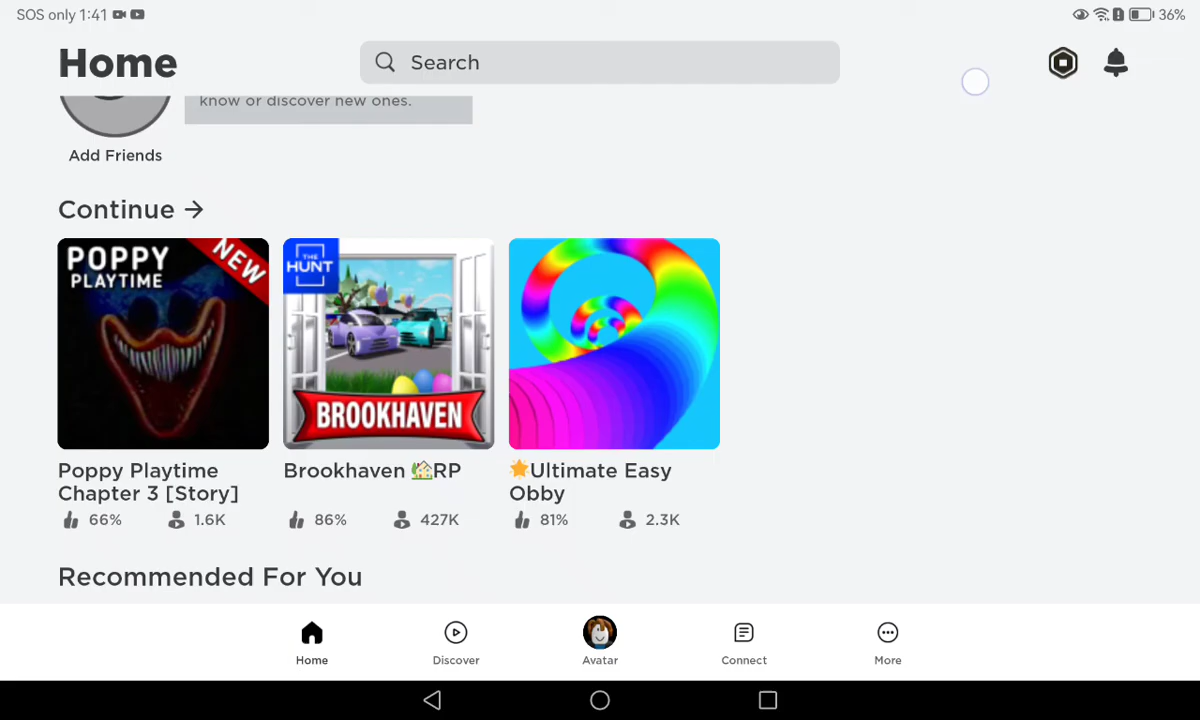 SOS only 1:41
36%
Home
Search
know or discover new ones.
Add Friends
Continue →
POPPY
PLAYTIME
NEW
THE
HUNT
BROOKHAVEN
Poppy Playtime
Chapter 3 [Story]
66% 1.6K
Brookhaven 🏡RP
86% 427K
🌟Ultimate Easy
Obby
81% 2.3K
Recommended For You
Home
Discover
Avatar
Connect
More